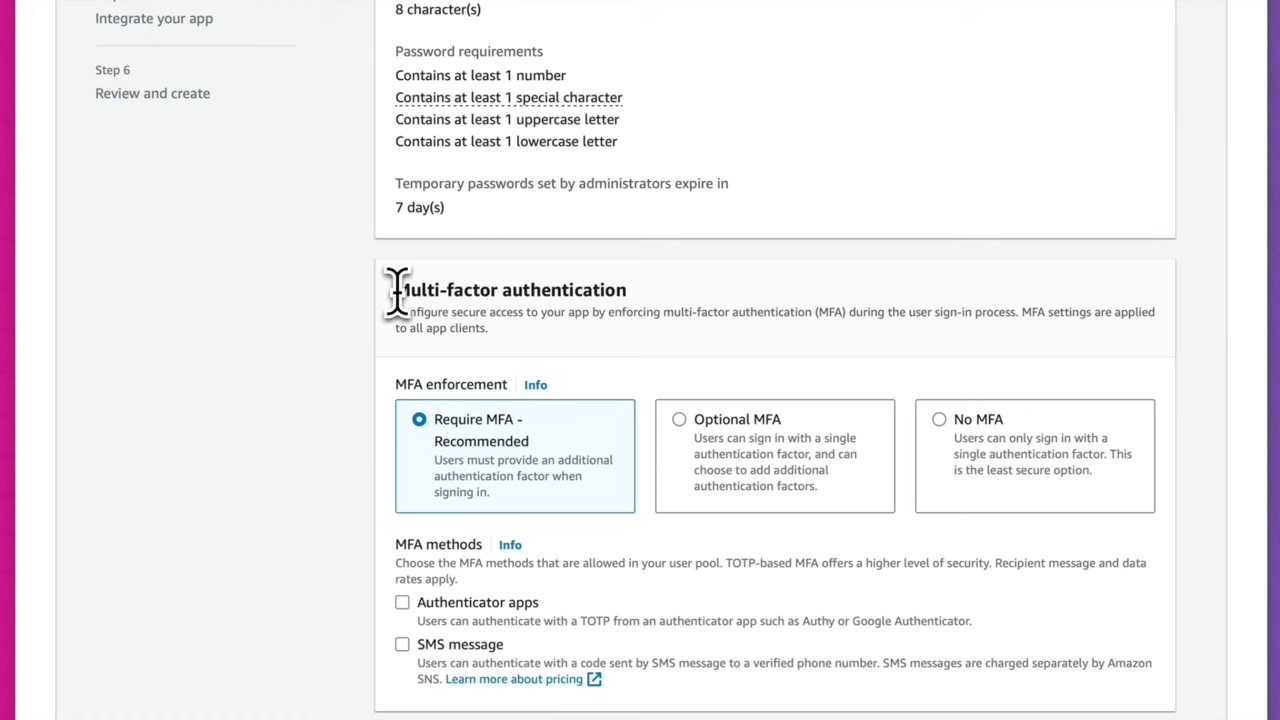 Integrate your app
Step 6
Review and create
8 character(s)
Password requirements
Contains at least 1 number
Contains at least 1 special character
Contains at least 1 uppercase letter
Contains at least 1 lowercase letter
Temporary passwords set by administrators expire in
7 day(s)
Multi-factor authentication
Configure secure access to your app by enforcing multi-factor authentication (MFA) during the user sign-in process. MFA settings are applied
to all app clients.
MFA enforcement Info
Require MFA -
Recommended
Users must provide an additional
authentication factor when
signing in.
Optional MFA
Users can sign in with a single
authentication factor, and can
choose to add additional
authentication factors.
No MFA
Users can only sign in with a
single authentication factor. This
is the least secure option.
MFA methods Info
Choose the MFA methods that are allowed in your user pool. TOTP-based MFA offers a higher level of security. Recipient message and data
rates apply.
Authenticator apps
Users can authenticate with a TOTP from an authenticator app such as Authy or Google Authenticator.
SMS message
Users can authenticate with a code sent by SMS message to a verified phone number. SMS messages are charged separately by Amazon
SNS. Learn more about pricing